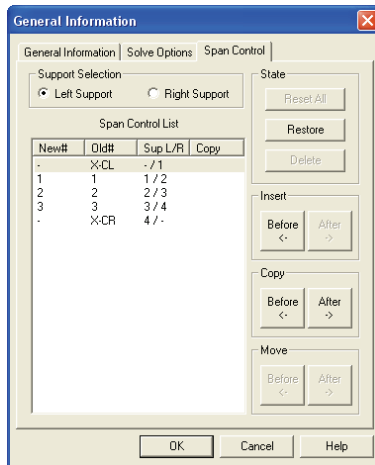 General Information
General Information Solve Options Span Control
Support Selection
Left Support Right Support
Span Control List
New# Old# Sup L/R Copy
- X-CL - / 1
1 1 1 / 2
2 2 2 / 3
3 3 3 / 4
- X-CR 4 / -
State
Reset All
Restore
Delete
Insert
Before After
<- ->
Copy
Before After
<- ->
Move
Before After
<- ->
OK Cancel Help